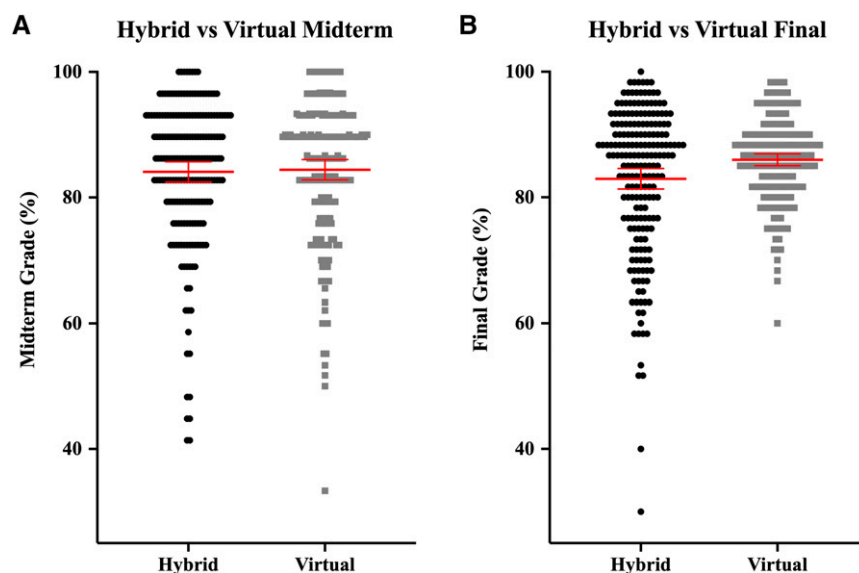 A
Hybrid vs Virtual Midterm
Midterm Grade (%)
100
80
60
40
Hybrid Virtual
B
Hybrid vs Virtual Final
Final Grade (%)
100
80
60
40
Hybrid Virtual